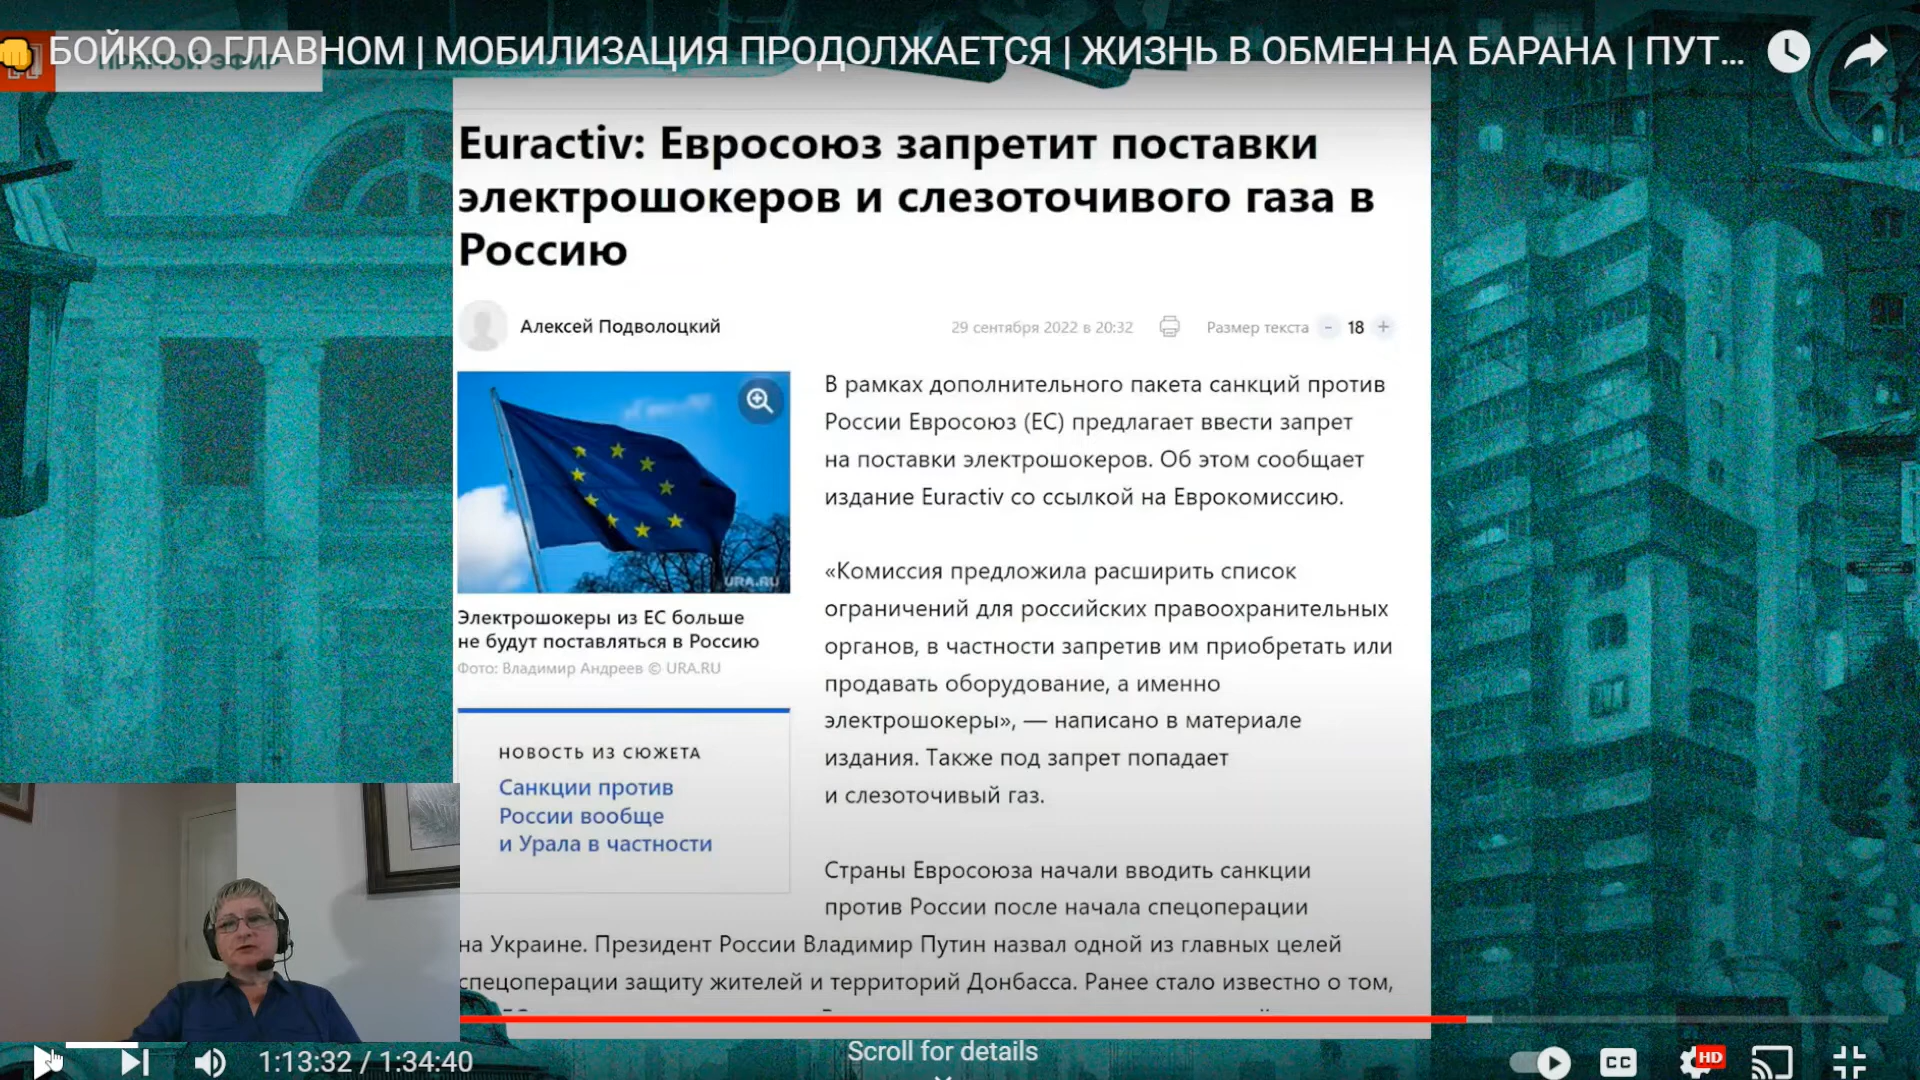 БОЙКО О ГЛАВНОМ | МОБИЛИЗАЦИЯ ПРОДОЛЖАЕТСЯ | ЖИЗНЬ В ОБМЕН НА БАРАНА | ПУТ...
ПРЯМОЙ ЭФИР
Euractiv: Евросоюз запретит поставки
электрошокеров и слезоточивого газа в
Россию
Алексей Подволоцкий
29 сентября 2022 в 20:32
Размер текста - 18 +
В рамках дополнительного пакета санкций против
России Евросоюз (ЕС) предлагает ввести запрет
на поставки электрошокеров. Об этом сообщает
издание Euractiv со ссылкой на Еврокомиссию.
URA.RU
Электрошокеры из ЕС больше
не будут поставляться в Россию
Фото: Владимир Андреев © URA.RU
«Комиссия предложила расширить список
ограничений для российских правоохранительных
органов, в частности запретив им приобретать или
продавать оборудование, а именно
электрошокеры», — написано в материале
издания. Также под запрет попадает
и слезоточивый газ.
НОВОСТЬ ИЗ СЮЖЕТА
Санкции против
России вообще
и Урала в частности
Страны Евросоюза начали вводить санкции
против России после начала спецоперации
на Украине. Президент России Владимир Путин назвал одной из главных целей
спецоперации защиту жителей и территорий Донбасса. Ранее стало известно о том,
1:13:32 / 1:34:40
Scroll for details
CC
HD